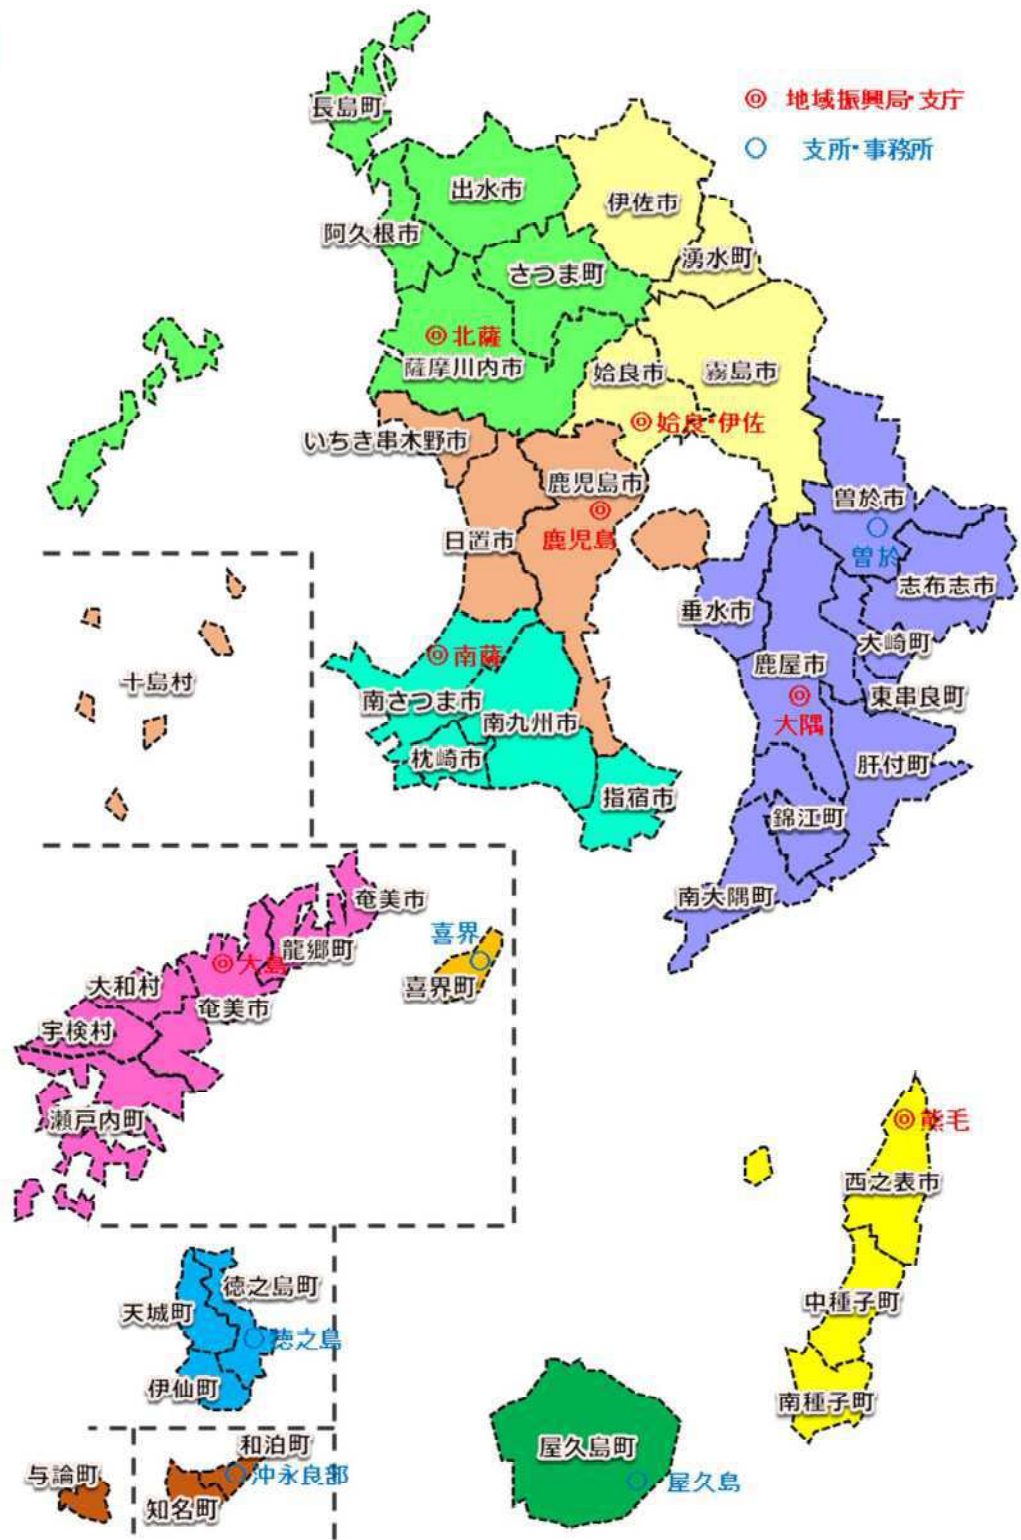 長島町
◎ 地域振興局・支庁
○ 支所・事務所
出水市
伊佐市
阿久根市
湧水町
さつま町
◎北薩
薩摩川内市
姶良市
霧島市
◎姶良・伊佐
いちき串木野市
鹿児島市
曽於市
◎
鹿児島
○
曽於
日置市
志布志市
垂水市
大崎町
◎南薩
鹿屋市
十島村
南さつま市
東串良町
◎
大隅
南九州市
枕崎市
肝付町
指宿市
錦江町
南大隅町
奄美市
喜界
○
龍郷町
◎大島
大和村
喜界町
奄美市
宇検村
瀬戸内町
◎熊毛
西之表市
徳之島町
天城町
中種子町
○徳之島
伊仙町
南種子町
和泊町
屋久島町
与論町
○沖永良部
○屋久島
知名町